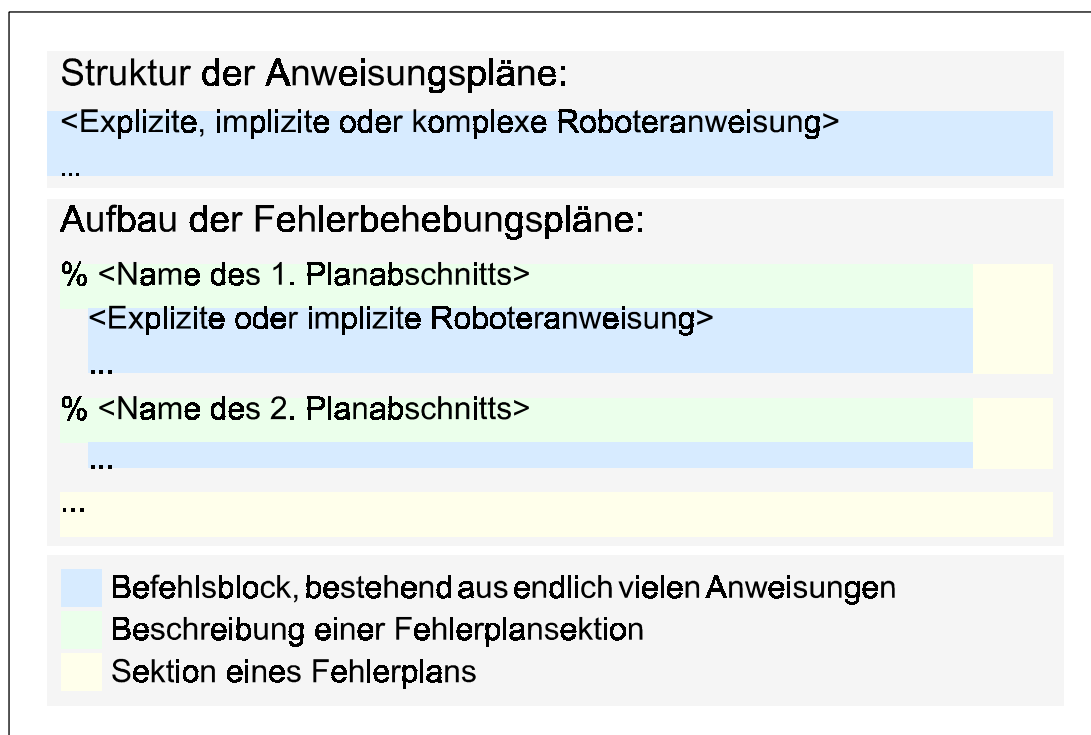 Struktur der Anweisungspläne:
<Explizite, implizite oder komplexe Roboteranweisung>
...
Aufbau der Fehlerbehebungspläne:
% <Name des 1. Planabschnitts>
<Explizite oder implizite Roboteranweisung>
...
% <Name des 2. Planabschnitts>
...
...
Befehlsblock, bestehend aus endlich vielen Anweisungen
Beschreibung einer Fehlerplansektion
Sektion eines Fehlerplans